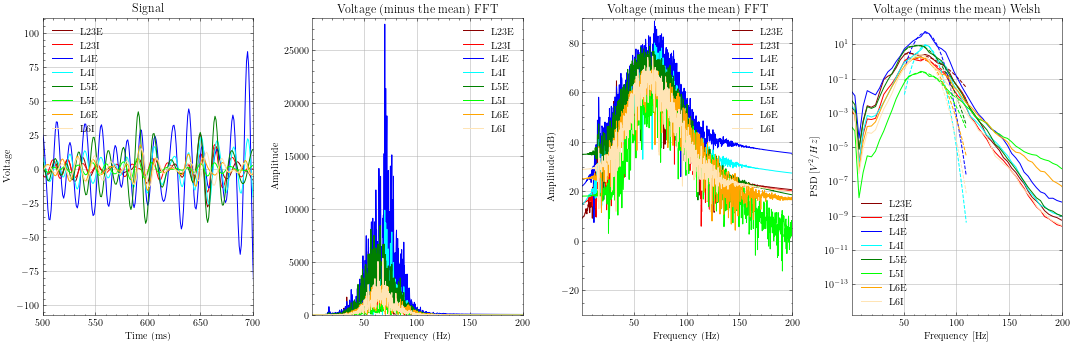 Signal
Voltage
100
75
50
25
0
−25
−50
−75
−100
500
550
600
650
700
Time (ms)
L23E
L23I
L4E
L4I
L5E
L5I
L6E
L6I
Voltage (minus the mean) FFT
Amplitude
25000
20000
15000
10000
5000
0
50
100
150
200
Frequency (Hz)
L23E
L23I
L4E
L4I
L5E
L5I
L6E
L6I
Voltage (minus the mean) FFT
Amplitude (dB)
80
60
40
20
0
−20
50
100
150
200
Frequency (Hz)
L23E
L23I
L4E
L4I
L5E
L5I
L6E
L6I
Voltage (minus the mean) Welsh
PSD [V²/Hz]
10¹
10⁻¹
10⁻³
10⁻⁵
10⁻⁷
10⁻⁹
10⁻¹¹
10⁻¹³
50
100
150
200
Frequency [Hz]
L23E
L23I
L4E
L4I
L5E
L5I
L6E
L6I